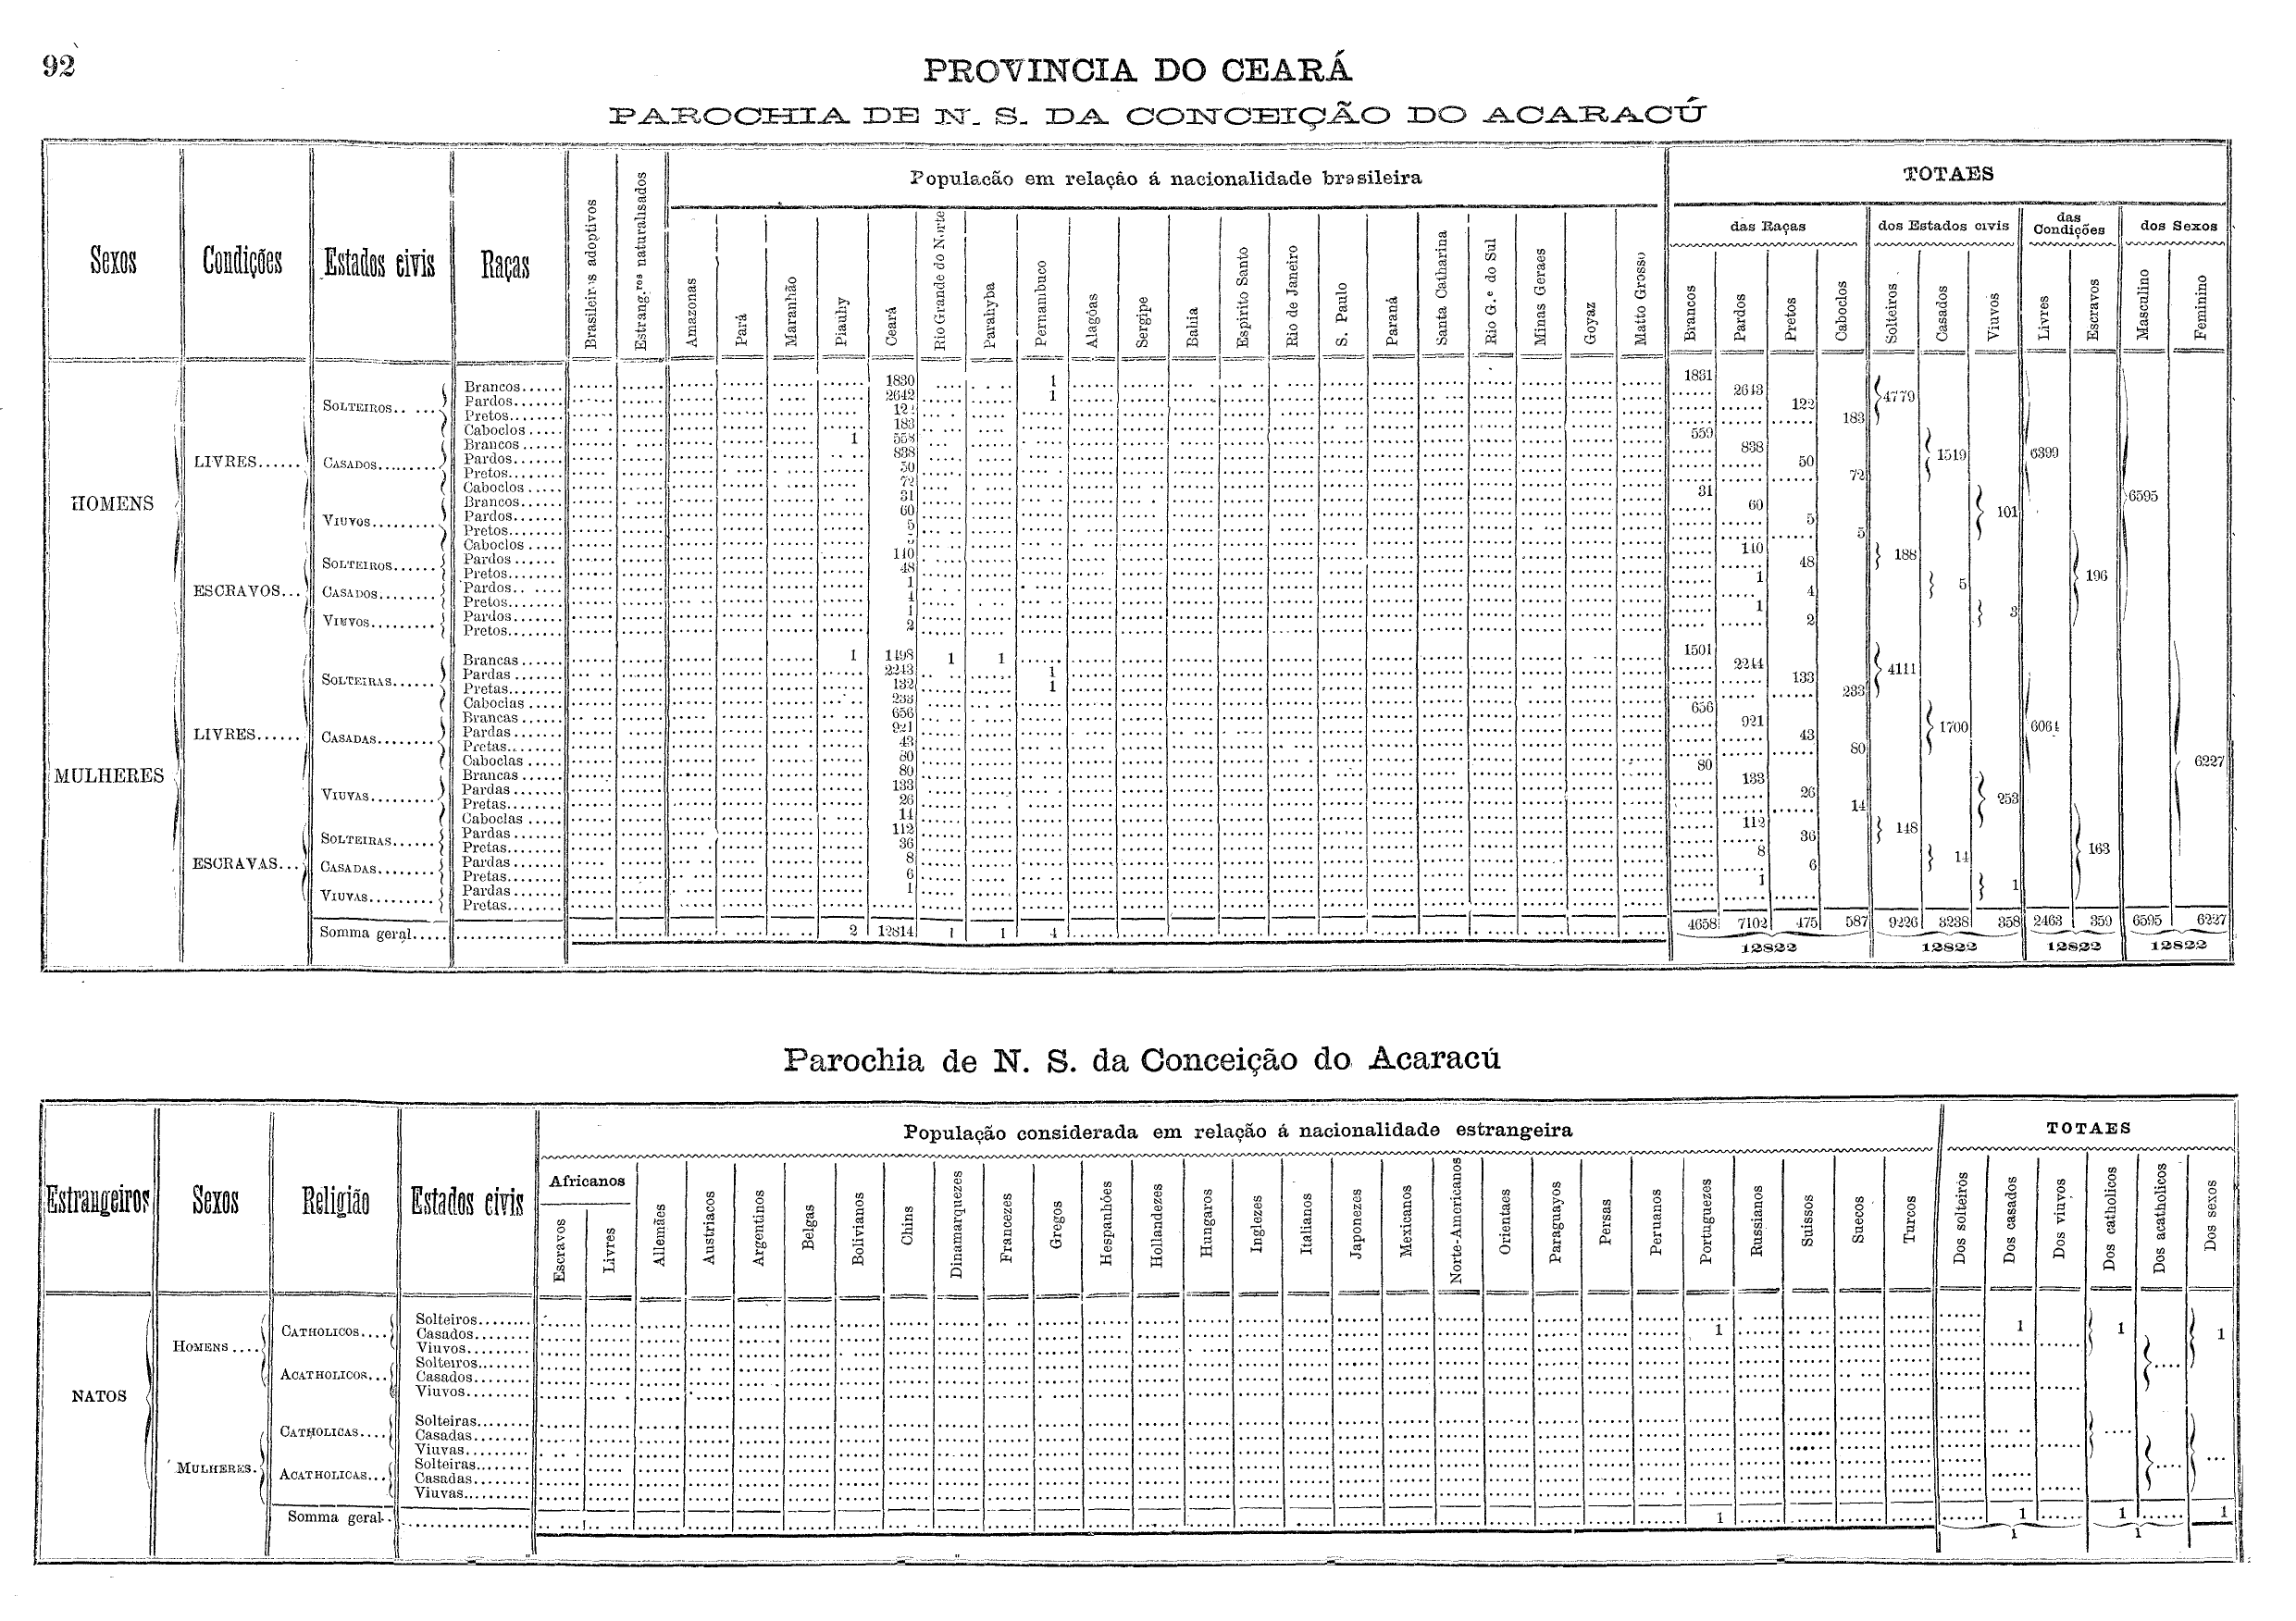 92
PROVINCIA DO CEARÁ
PAROCHIA DE N. S. DA CONCEIÇÃO DO ACARACÚ
Sexos
Condições
Estados civis
Raças
Brasileiros adoptivos
Estrang.ros naturalisados
Populacão em relação á nacionalidade brasileira
Amazonas
Pará
Maranhão
Piauhy
Ceará
Rio Grande do Norte
Parahyba
Pernambuco
Alagôas
Sergipe
Bahia
Espirito Santo
Rio de Janeiro
S. Paulo
Paraná
Santa Catharina
Rio G.e do Sul
Minas Geraes
Goyaz
Matto Grosso
TOTAES
das Raças
dos Estados civis
das Condições
dos Sexos
Brancos
Pardos
Pretos
Caboclos
Solteiros
Casados
Viuvos
Livres
Escravos
Masculino
Feminino
HOMENS
LIVRES......
SOLTEIROS.. ...
Brancos...... 1830 1 1831
Pardos....... 2642 1 2643
Pretos....... 122
Caboclos..... 183 183
4779
CASADOS.........
Brancos...... 1 558 559
Pardos....... 838 838
Pretos....... 50 50
Caboclos..... 72 72
1519
6399
VIUVOS.........
Brancos...... 31 31
Pardos....... 60 60
Pretos....... 5 5
Caboclos..... 5
101
ESCRAVOS...
SOLTEIROS......
Pardos...... 110 140
Pretos....... 48 48
188
CASADOS........
Pardos.. .... 1 1
Pretos....... 4
5
VIUVOS.........
Pardos....... 1 1
Pretos....... 2 2
3
196
6595
MULHERES
LIVRES......
SOLTEIRAS......
Brancas...... 1 1498 1 1 1501
Pardas....... 2243 1 2244
Pretas....... 132 1 133
Caboclas..... 233 233
4111
CASADAS........
Brancas...... 656 656
Pardas....... 921 921
Pretas....... 43 43
Caboclas..... 80 80
1700
6064
VIUVAS.........
Brancas...... 80 80
Pardas....... 133 133
Pretas....... 26 26
Caboclas..... 14 14
253
ESCRAVAS...
SOLTEIRAS......
Pardas....... 112 112
Pretas....... 36 36
148
CASADAS........
Pardas....... 8 8
Pretas....... 6 6
14
VIUVAS.........
Pardas....... 1 1
Pretas.......
1
163
6227
Somma geral..... 2 12814 1 1 4 4658 7102 475 587 9226 3238 358 2463 359 6595 6227
12822 12822 12822 12822
Parochia de N. S. da Conceição do Acaracú
Estrangeiros
Sexos
Religião
Estados civis
População considerada em relação á nacionalidade estrangeira
Africanos
Escravos
Livres
Allemães
Austriacos
Argentinos
Belgas
Bolivianos
Chins
Dinamarquezes
Francezes
Gregos
Hespanhóes
Hollandezes
Hungaros
Inglezes
Italianos
Japonezes
Mexicanos
Norte-Americanos
Orientaes
Paraguayos
Persas
Peruanos
Portuguezes
Russianos
Suissos
Suecos
Turcos
TOTAES
Dos solteiros
Dos casados
Dos viuvos
Dos catholicos
Dos acatholicos
Dos sexos
NATOS
HOMENS....
CATHOLICOS....
Solteiros........
Casados........ 1 1
Viuvos.........
1
1
ACATHOLICOS...
Solteiros........
Casados........
Viuvos.........
MULHERES.
CATHOLICAS....
Solteiras........
Casadas........
Viuvas.........
ACATHOLICAS...
Solteiras........
Casadas........
Viuvas.........
Somma geral.. 1 1 1 1
1 1